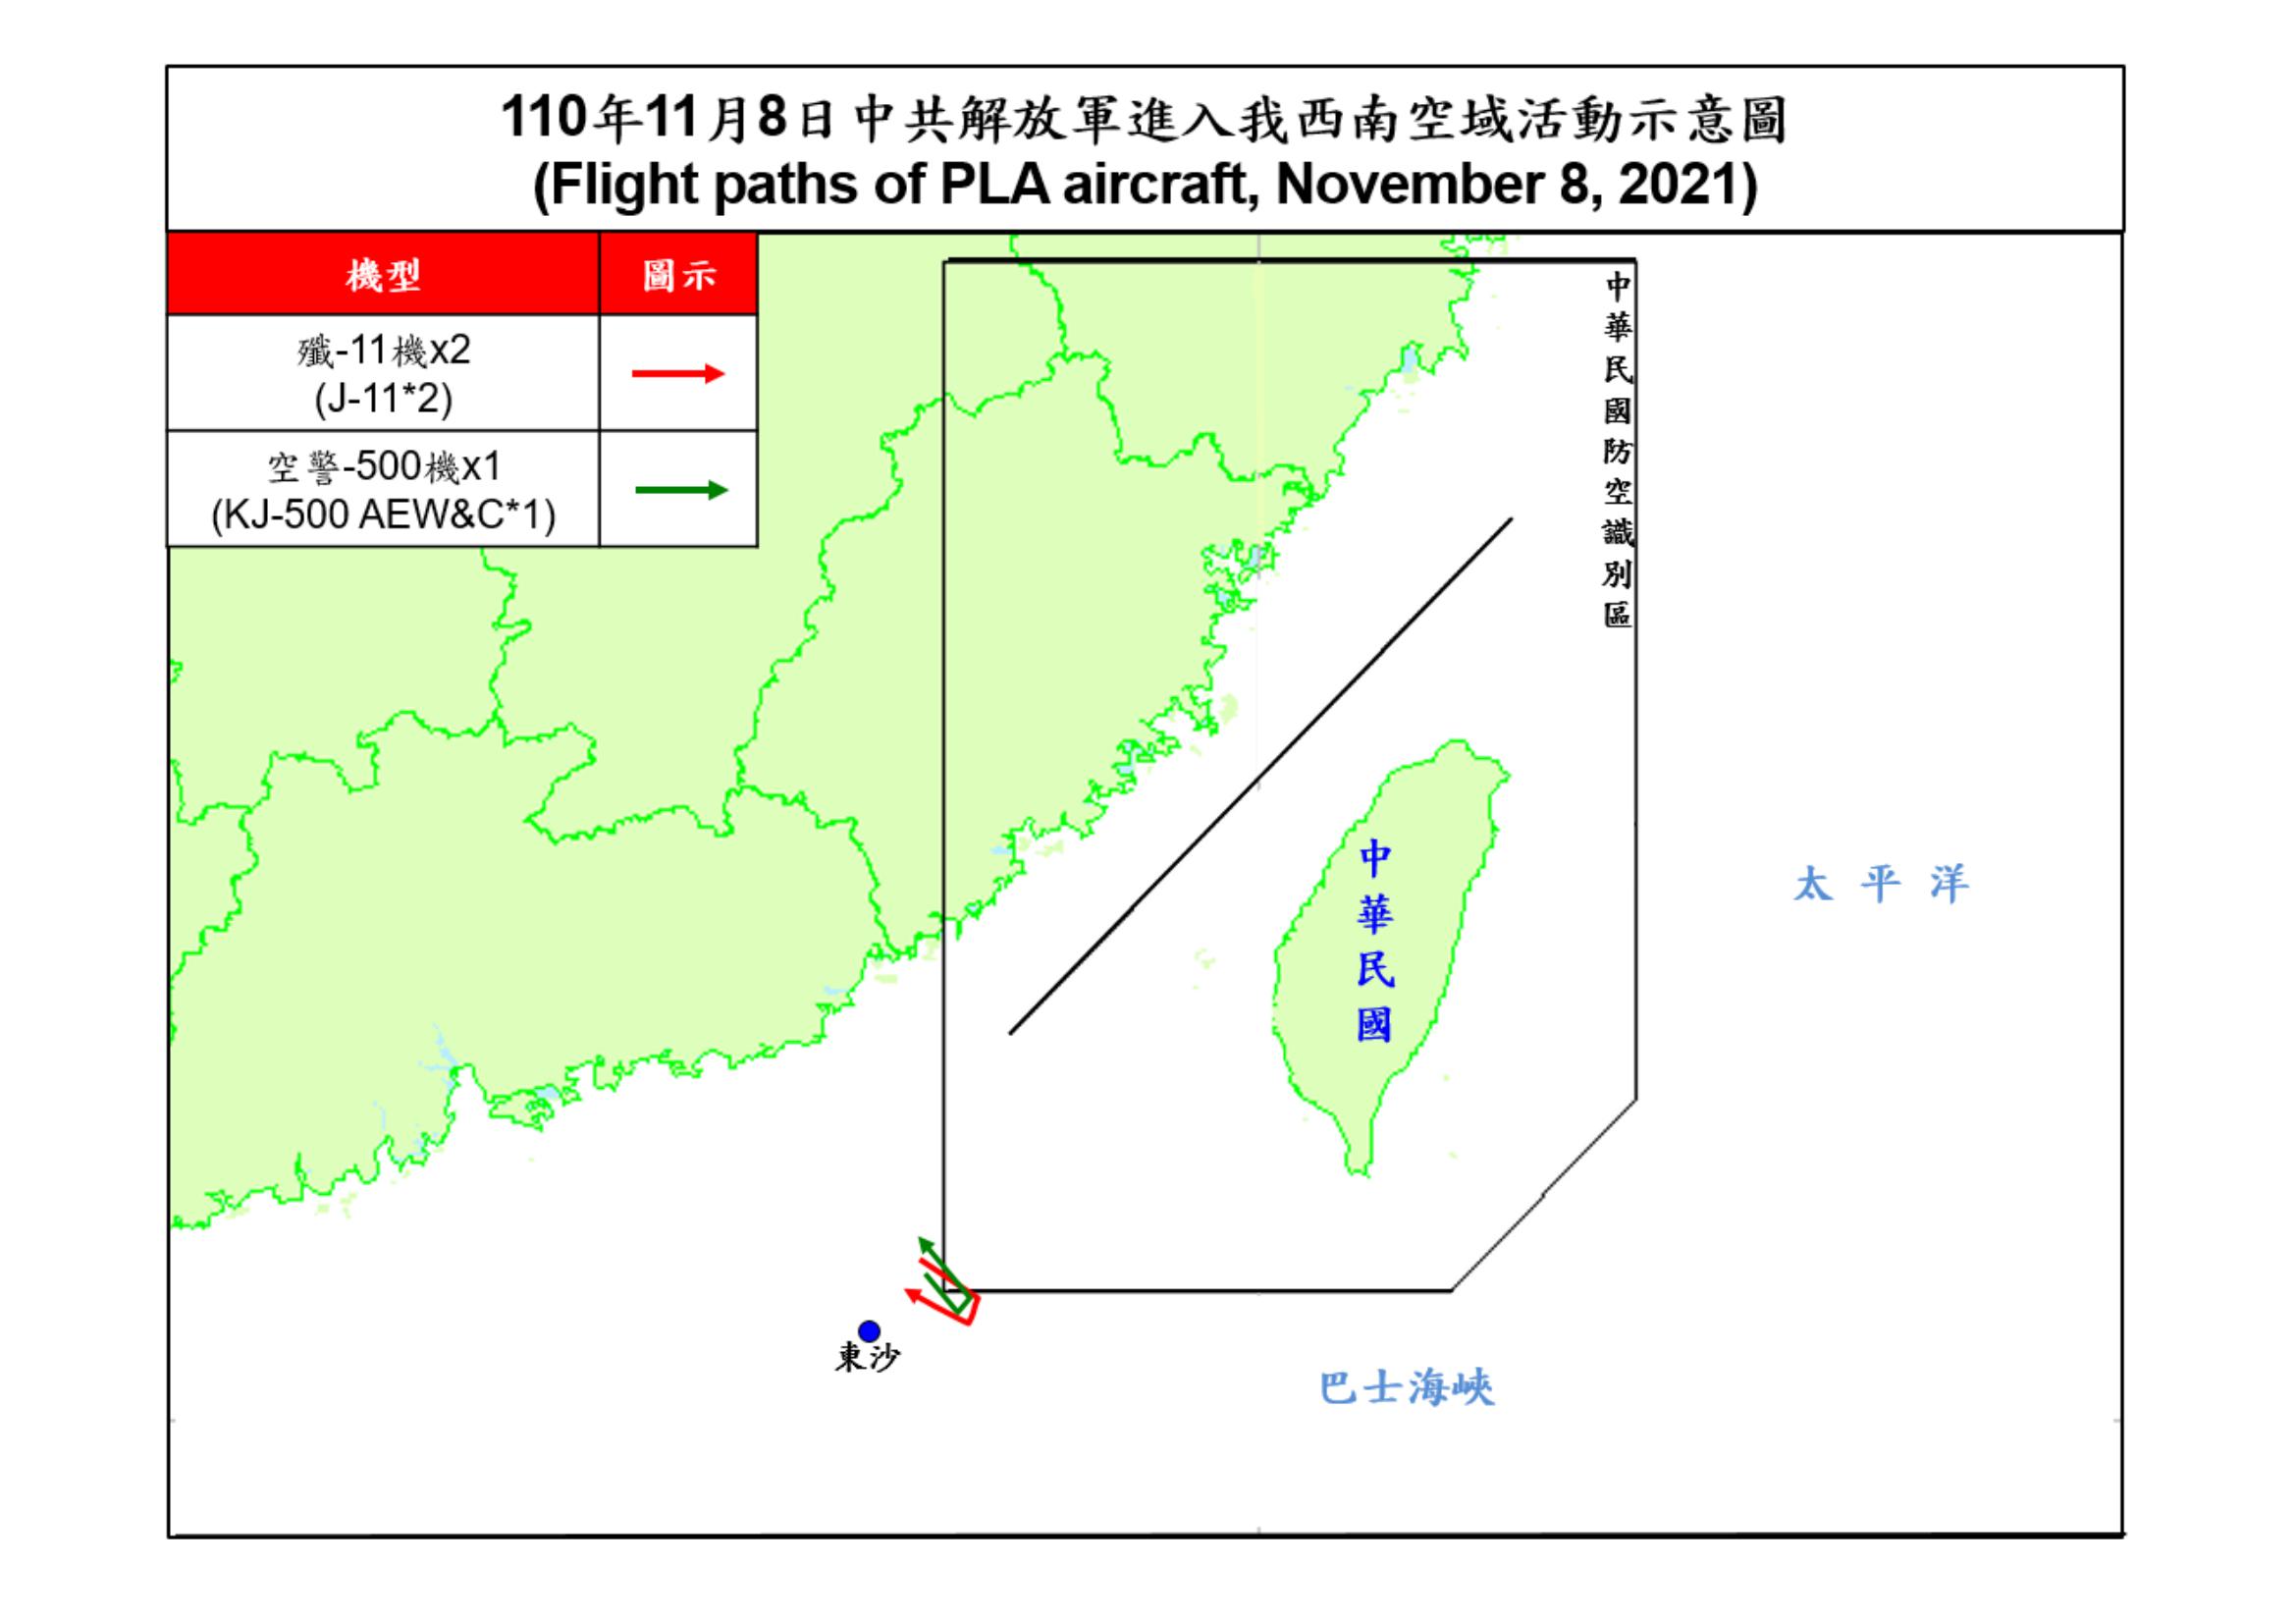 110年11月8日中共解放軍進入我西南空域活動示意圖
(Flight paths of PLA aircraft, November 8, 2021)
機型 圖示
殲-11機x2
(J-11*2)
空警-500機x1
(KJ-500 AEW&C*1)
中華民國防空識別區
中華民國
太平洋
東沙
巴士海峽